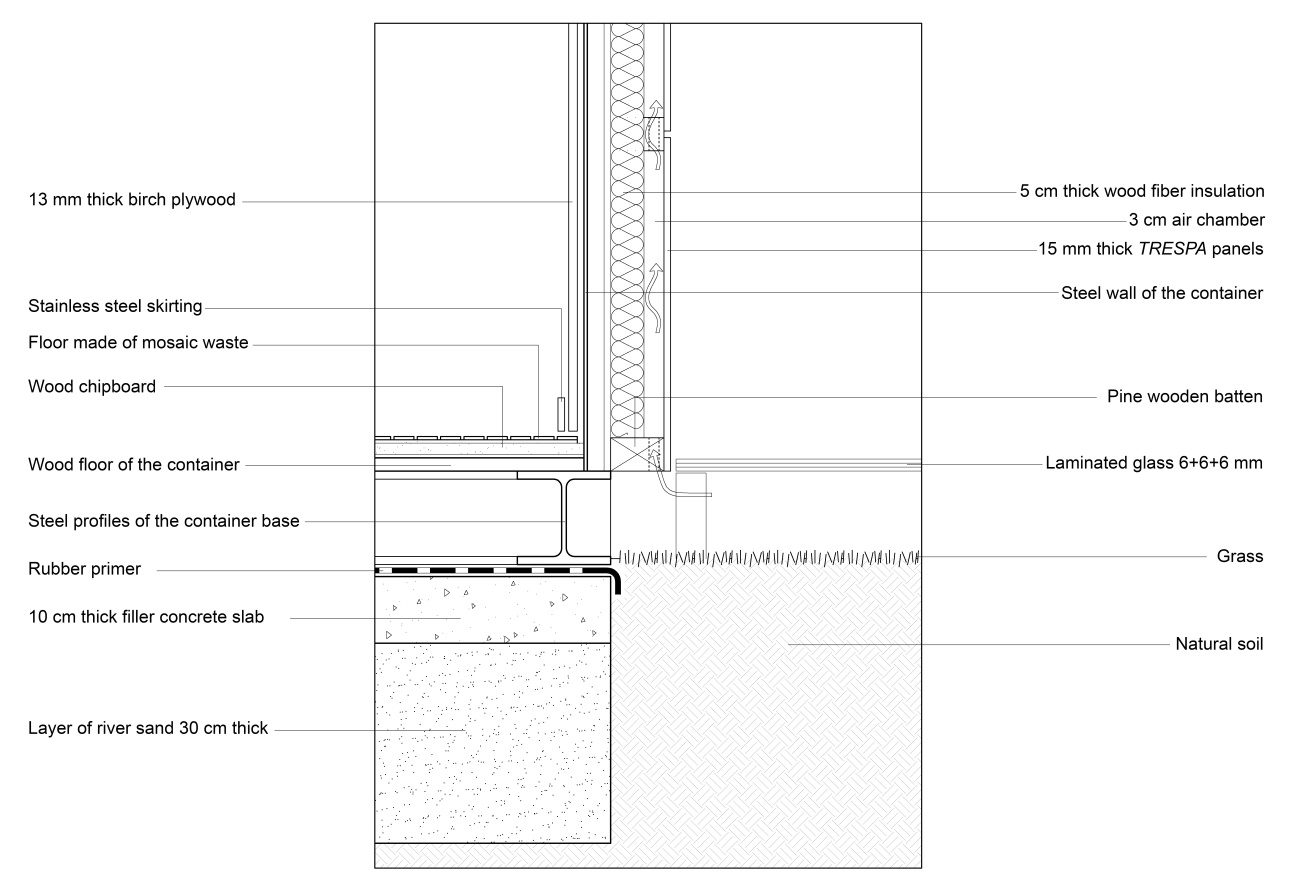 13 mm thick birch plywood
Stainless steel skirting
Floor made of mosaic waste
Wood chipboard
Wood floor of the container
Steel profiles of the container base
Rubber primer
10 cm thick filler concrete slab
Layer of river sand 30 cm thick
5 cm thick wood fiber insulation
3 cm air chamber
15 mm thick TRESPA panels
Steel wall of the container
Pine wooden batten
Laminated glass 6+6+6 mm
Grass
Natural soil